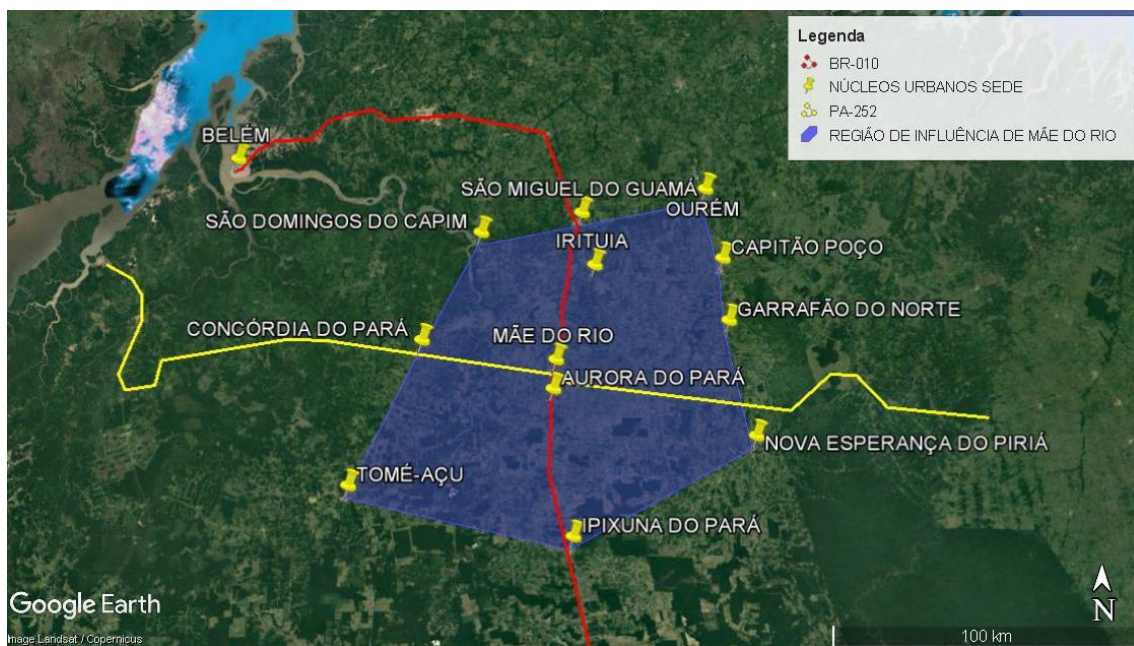 Legenda
BR-010
NÚCLEOS URBANOS SEDE
PA-252
REGIÃO DE INFLUÊNCIA DE MÃE DO RIO
BELÉM
SÃO MIGUEL DO GUAMÁ
OURÉM
SÃO DOMINGOS DO CAPIM
IRITUIA
CAPITÃO POÇO
GARRAFÃO DO NORTE
CONCÓRDIA DO PARÁ
MÃE DO RIO
AURORA DO PARÁ
NOVA ESPERANÇA DO PIRIÁ
TOMÉ-AÇU
IPIXUNA DO PARÁ
Google Earth
N
Image Landsat / Copernicus
100 km